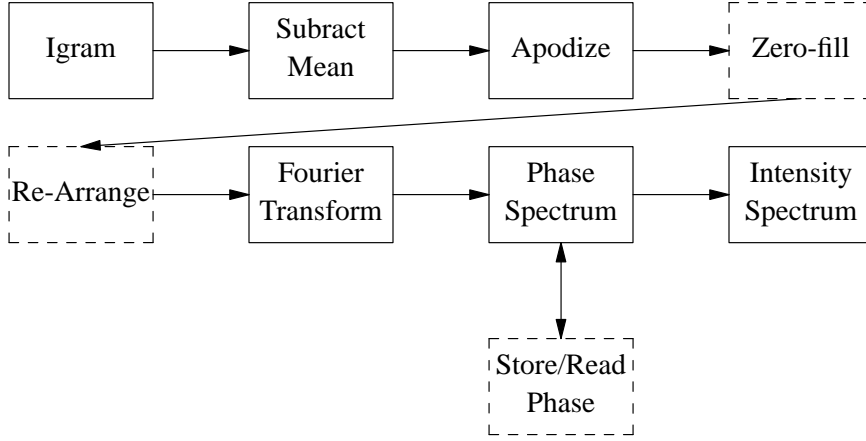 Igram
Subract
Mean
Apodize
Zero-fill
Re-Arrange
Fourier
Transform
Phase
Spectrum
Intensity
Spectrum
Store/Read
Phase